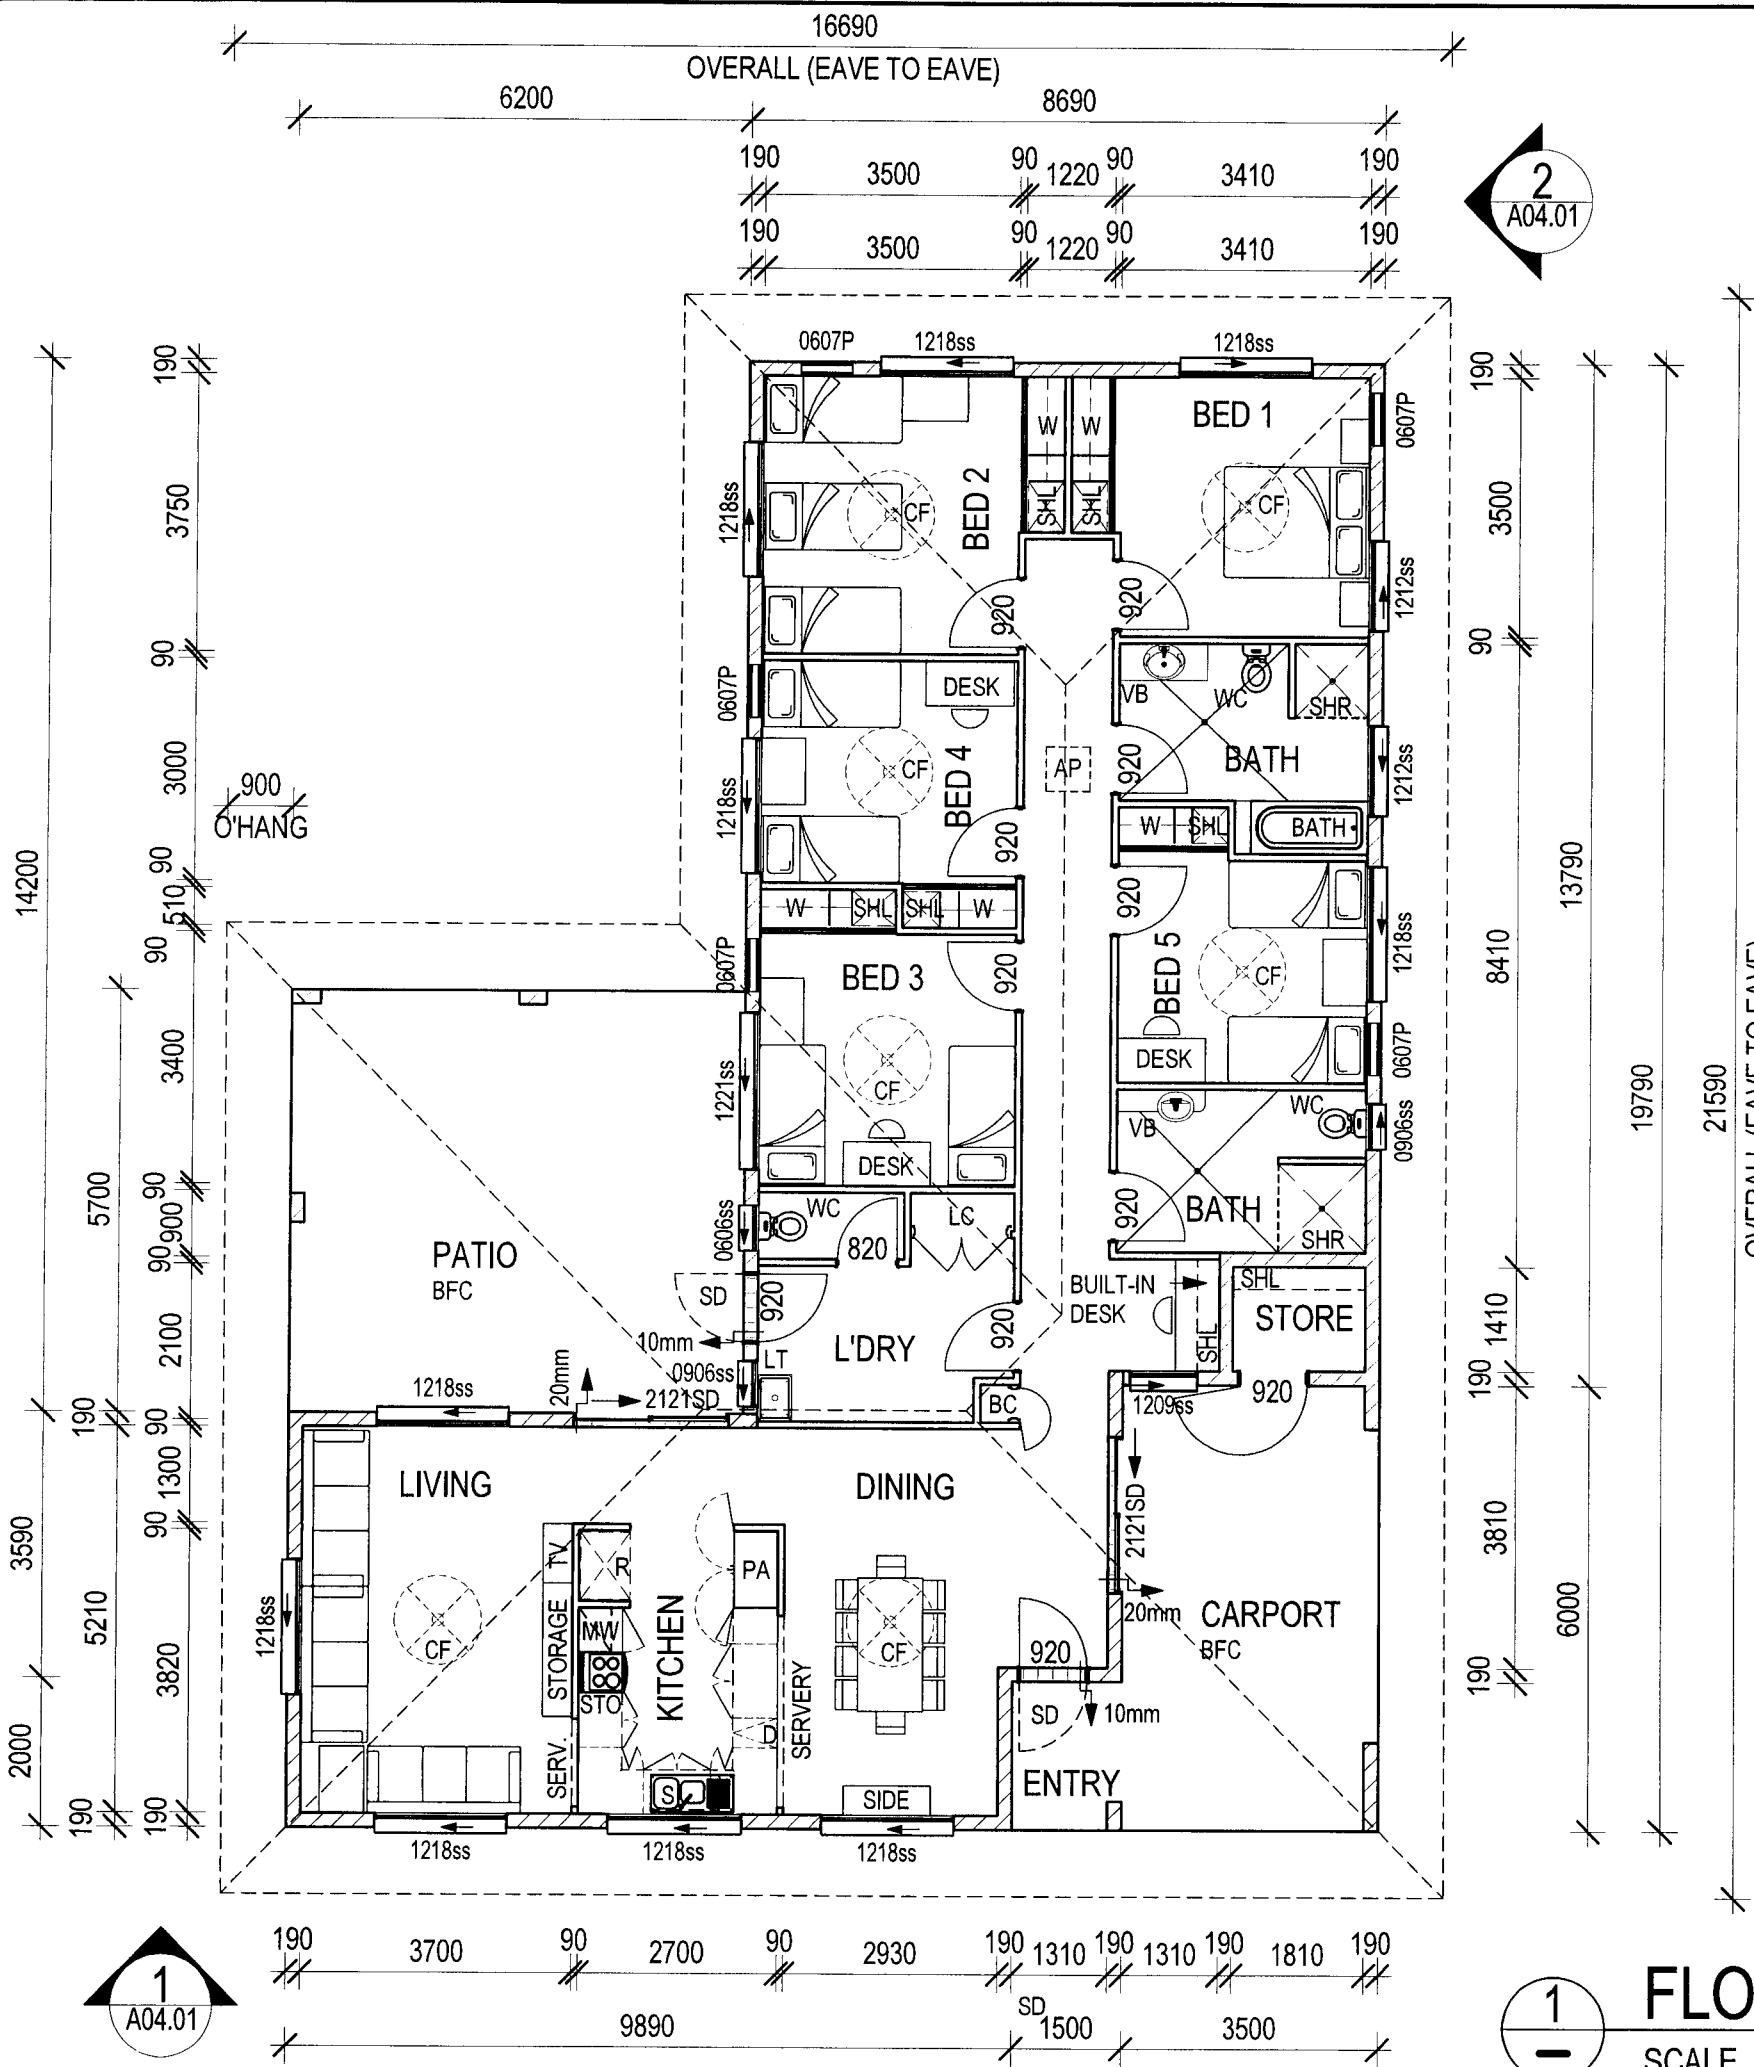 16690
OVERALL (EAVE TO EAVE)
6200
8690
190
3500
90
1220
90
3410
190
190
3500
90
1220
90
3410
190
2
A04.01
0607P
1218ss
1218ss
190
3750
90
3000
90
510
90
3400
90
900
90
2100
90
1300
90
3820
190
14200
3590
2000
5700
190
5210
190
900
O'HANG
1218ss
BED 2
CF
W
W
SHL
SHL
BED 1
CF
0607P
1212ss
920
920
0607P
DESK
BED 4
CF
1218ss
920
AP
VB
WC
SHR
BATH
920
1212ss
W
SHL
BATH
W
SHL
SHL
W
920
0607P
BED 3
920
CF
1221ss
DESK
BED 5
CF
1218ss
0607P
DESK
WC
VB
0906ss
BATH
920
SHR
WC
LC
820
0606ss
PATIO
BFC
SD
920
10mm
L'DRY
LT
920
BUILT-IN
DESK
SHL
SHL
STORE
920
1209ss
BC
0906ss
20mm
2121SD
1218ss
LIVING
DINING
TV
R
PA
MW
STORAGE
STO
KITCHEN
CF
CF
1218ss
SERV.
D
SERVERY
S
SIDE
2121SD
20mm
CARPORT
BFC
920
SD
10mm
ENTRY
1218ss
1218ss
1218ss
190
3500
90
8410
1410
190
3810
190
13790
6000
19790
21590
OVERALL (EAVE TO EAVE)
190
3700
90
2700
90
2930
190
1310
190
1310
190
1810
190
SD
9890
1500
3500
1
A04.01
1
FLO
SCALE